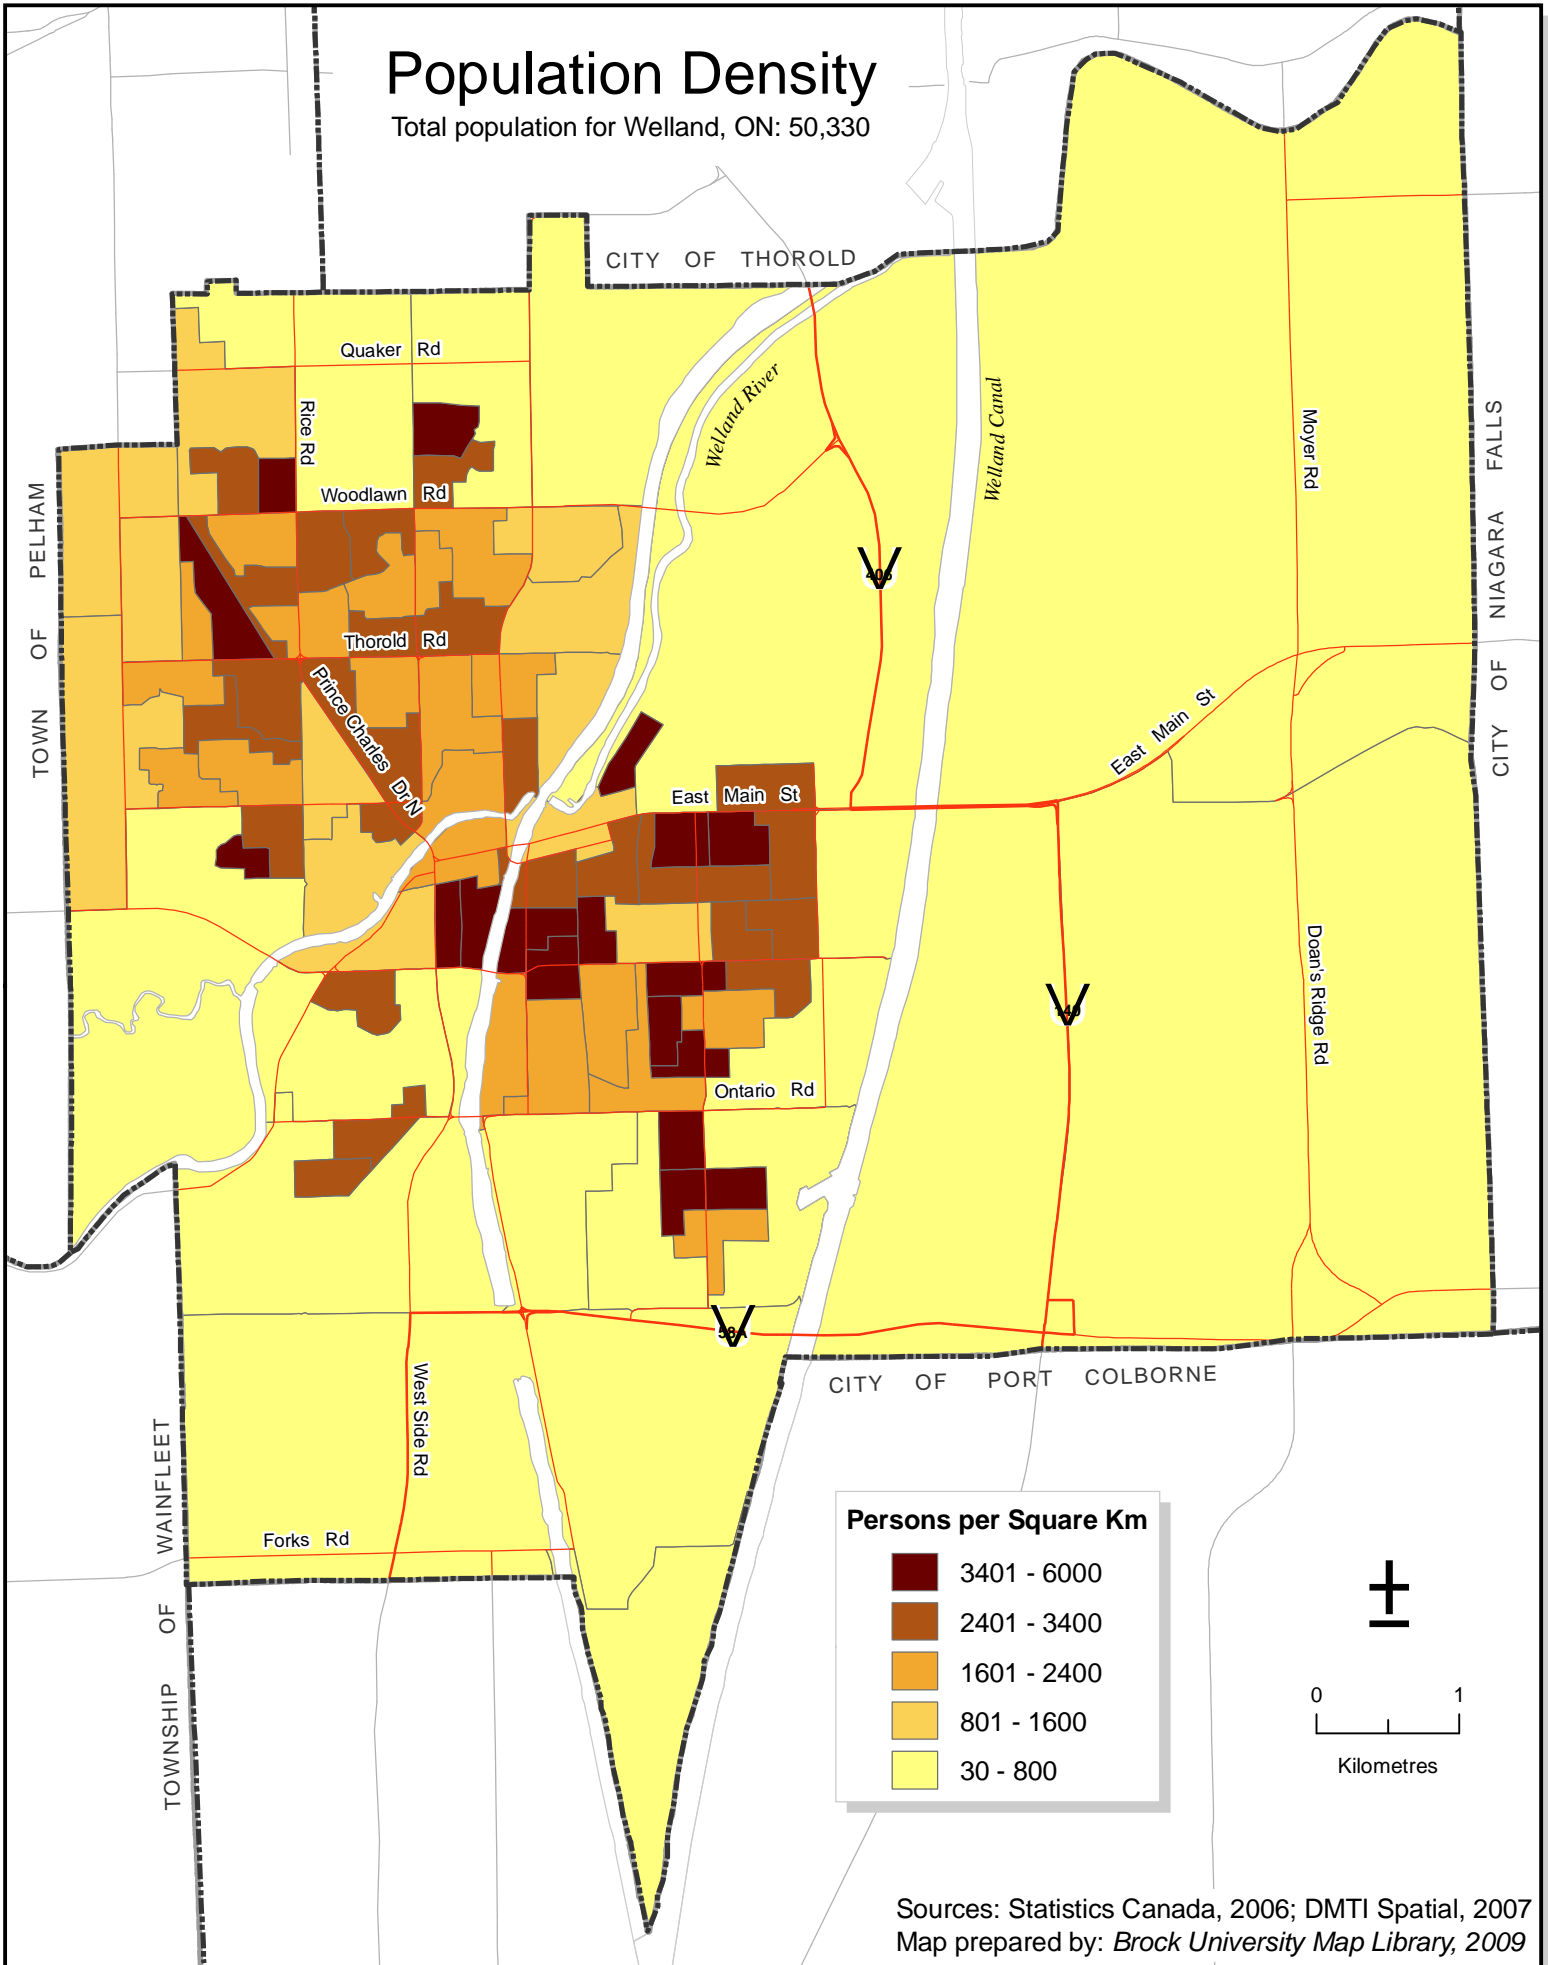 Population Density
Total population for Welland, ON: 50,330
CITY OF THOROLD
Quaker Rd
Rice Rd
Woodlawn Rd
Welland River
Welland Canal
Moyer Rd
CITY OF NIAGARA FALLS
TOWN OF PELHAM
406
Thorold Rd
Prince Charles Dr N
East Main St
East Main St
Doan's Ridge Rd
140
Ontario Rd
58A
CITY OF PORT COLBORNE
West Side Rd
Forks Rd
TOWNSHIP OF WAINFLEET
Persons per Square Km
3401 - 6000
2401 - 3400
1601 - 2400
801 - 1600
30 - 800
0 1
Kilometres
Sources: Statistics Canada, 2006; DMTI Spatial, 2007
Map prepared by: Brock University Map Library, 2009